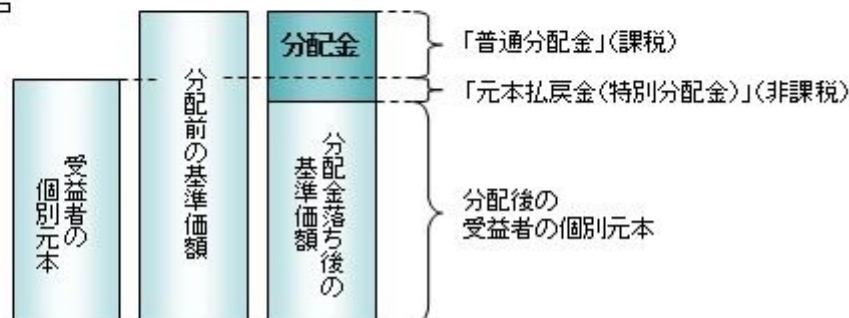 受益者の
個別元本
分配前の基準価額
分配金
分配金落ち後の
基準価額
「普通分配金」(課税)
「元本払戻金(特別分配金)」(非課税)
分配後の
受益者の個別元本